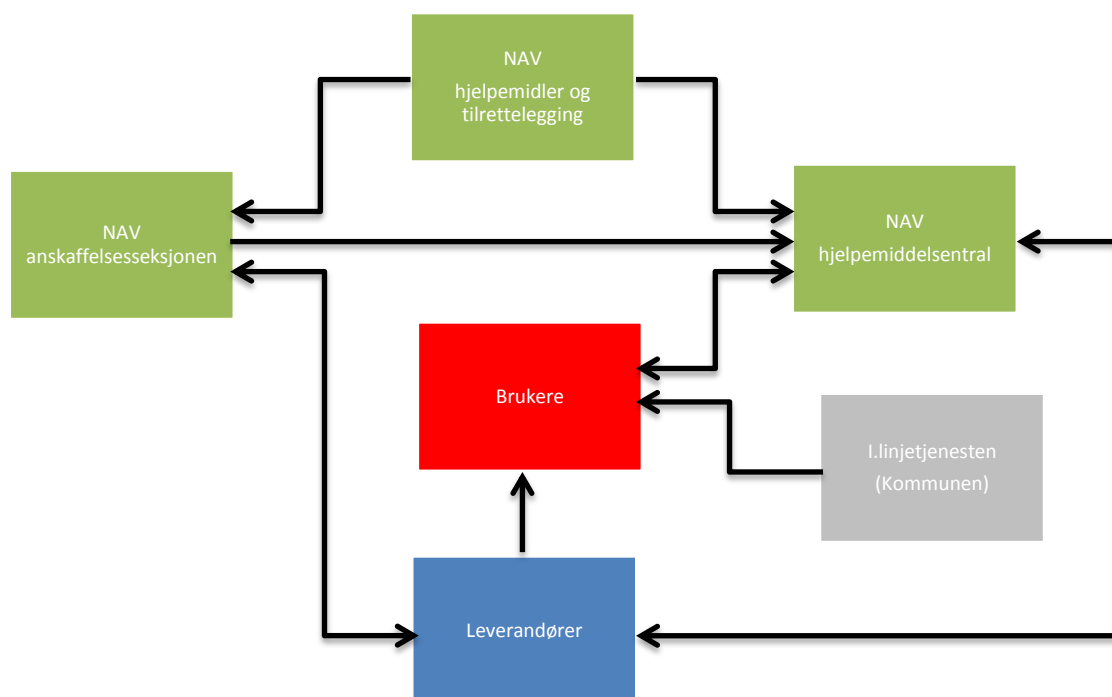 NAV
hjelpemidler og
tilrettelegging
NAV
anskaffelsesseksjonen
NAV
hjelpemiddelsentral
Brukere
I.linjetjenesten
(Kommunen)
Leverandører